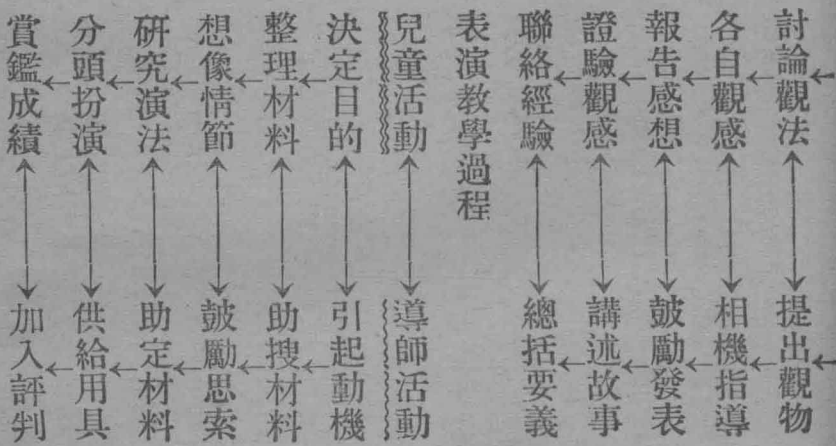 討論觀法 提出觀物
各自觀感 相機指導
報告感想 皷勵發表
證驗觀感 講述故事
聯絡經驗 總括要義
表演教學過程
兒童活動 導師活動
決定目的 引起動機
整理材料 助搜材料
想像情節 皷勵思索
研究演法 助定材料
分頭扮演 供給用具
賞鑑成績 加入評判